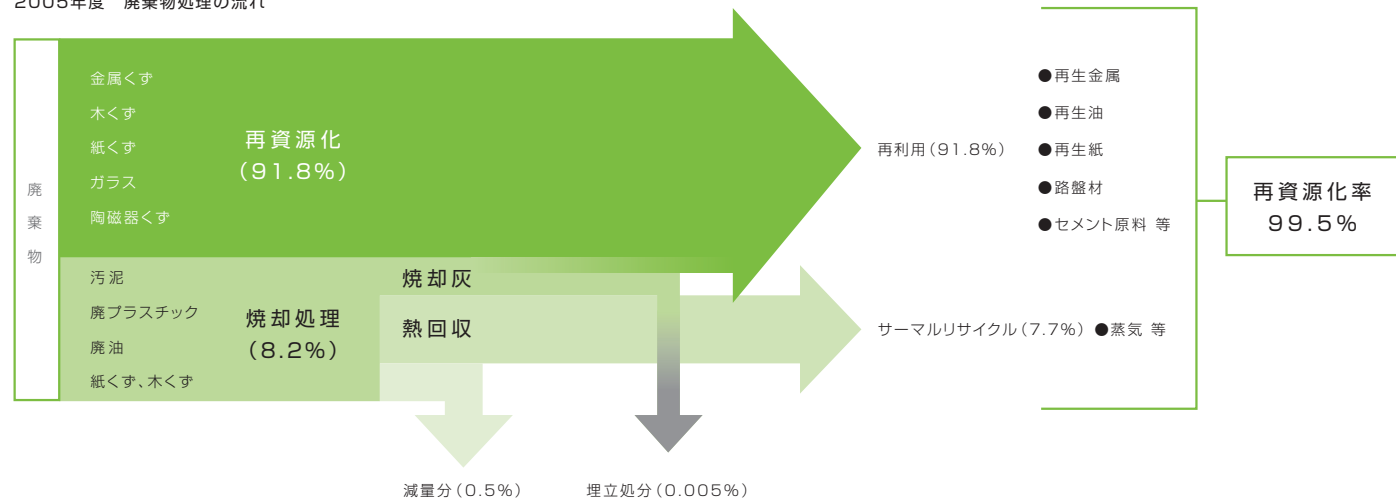 2005年度 廃棄物処理の流れ
廃棄物
金属くず
木くず
紙くず
ガラス
陶磁器くず
再資源化
(91.8%)
汚泥
廃プラスチック
廃油
紙くず、木くず
焼却処理
(8.2%)
焼却灰
熱回収
減量分(0.5%)
埋立処分(0.005%)
再利用(91.8%)
●再生金属
●再生油
●再生紙
●路盤材
●セメント原料 等
サーマルリサイクル(7.7%) ●蒸気 等
再資源化率
99.5%